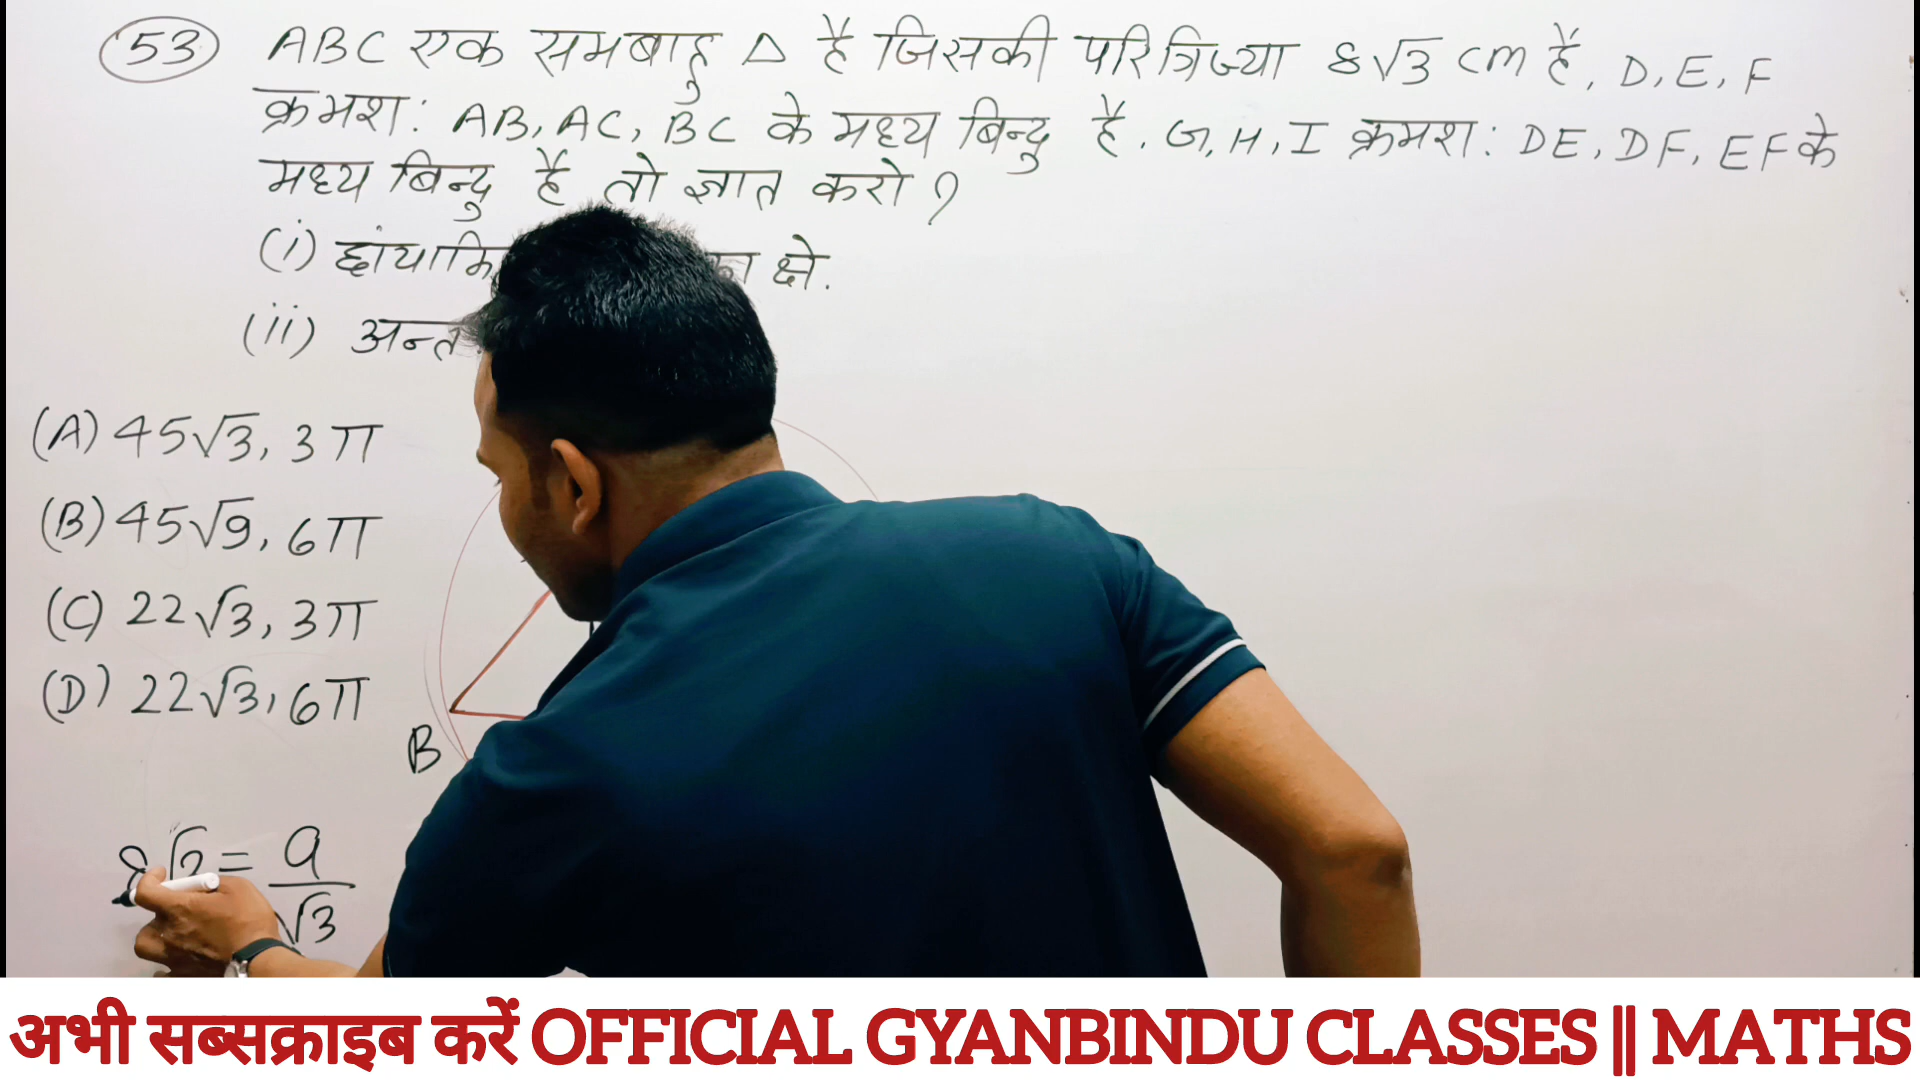 53 ABC एक समबाहु △ है जिसकी परित्रिज्या 8√3 cm है, D, E, F
क्रमश: AB, AC, BC के मध्य बिन्दु है. G, H, I क्रमश: DE, DF, EF के
मध्य बिन्दु है तो ज्ञात करो ?
(i) क्षे.
(ii)
(A) 45√3, 3π
(B) 45√9, 6π
(C) 22√3, 3π
(D) 22√3, 6π
B
= a/√3
अभी सब्सक्राइब करें OFFICIAL GYANBINDU CLASSES || MATHS